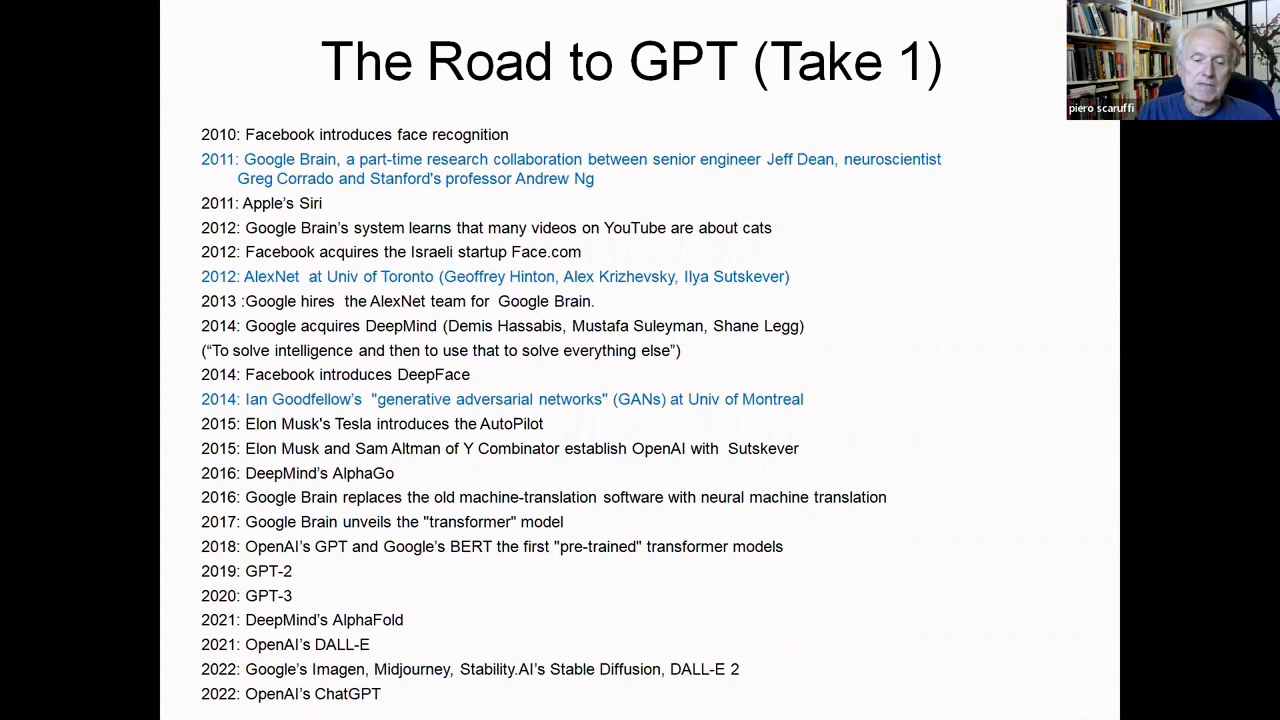 The Road to GPT (Take 1)
piero scaruffi
2010: Facebook introduces face recognition
2011: Google Brain, a part-time research collaboration between senior engineer Jeff Dean, neuroscientist
Greg Corrado and Stanford's professor Andrew Ng
2011: Apple’s Siri
2012: Google Brain’s system learns that many videos on YouTube are about cats
2012: Facebook acquires the Israeli startup Face.com
2012: AlexNet  at Univ of Toronto (Geoffrey Hinton, Alex Krizhevsky, Ilya Sutskever)
2013 :Google hires  the AlexNet team for  Google Brain.
2014: Google acquires DeepMind (Demis Hassabis, Mustafa Suleyman, Shane Legg)
(“To solve intelligence and then to use that to solve everything else”)
2014: Facebook introduces DeepFace
2014: Ian Goodfellow’s  "generative adversarial networks" (GANs) at Univ of Montreal
2015: Elon Musk's Tesla introduces the AutoPilot
2015: Elon Musk and Sam Altman of Y Combinator establish OpenAI with  Sutskever
2016: DeepMind’s AlphaGo
2016: Google Brain replaces the old machine-translation software with neural machine translation
2017: Google Brain unveils the "transformer" model
2018: OpenAI’s GPT and Google’s BERT the first "pre-trained" transformer models
2019: GPT-2
2020: GPT-3
2021: DeepMind’s AlphaFold
2021: OpenAI’s DALL-E
2022: Google’s Imagen, Midjourney, Stability.AI’s Stable Diffusion, DALL-E 2
2022: OpenAI’s ChatGPT